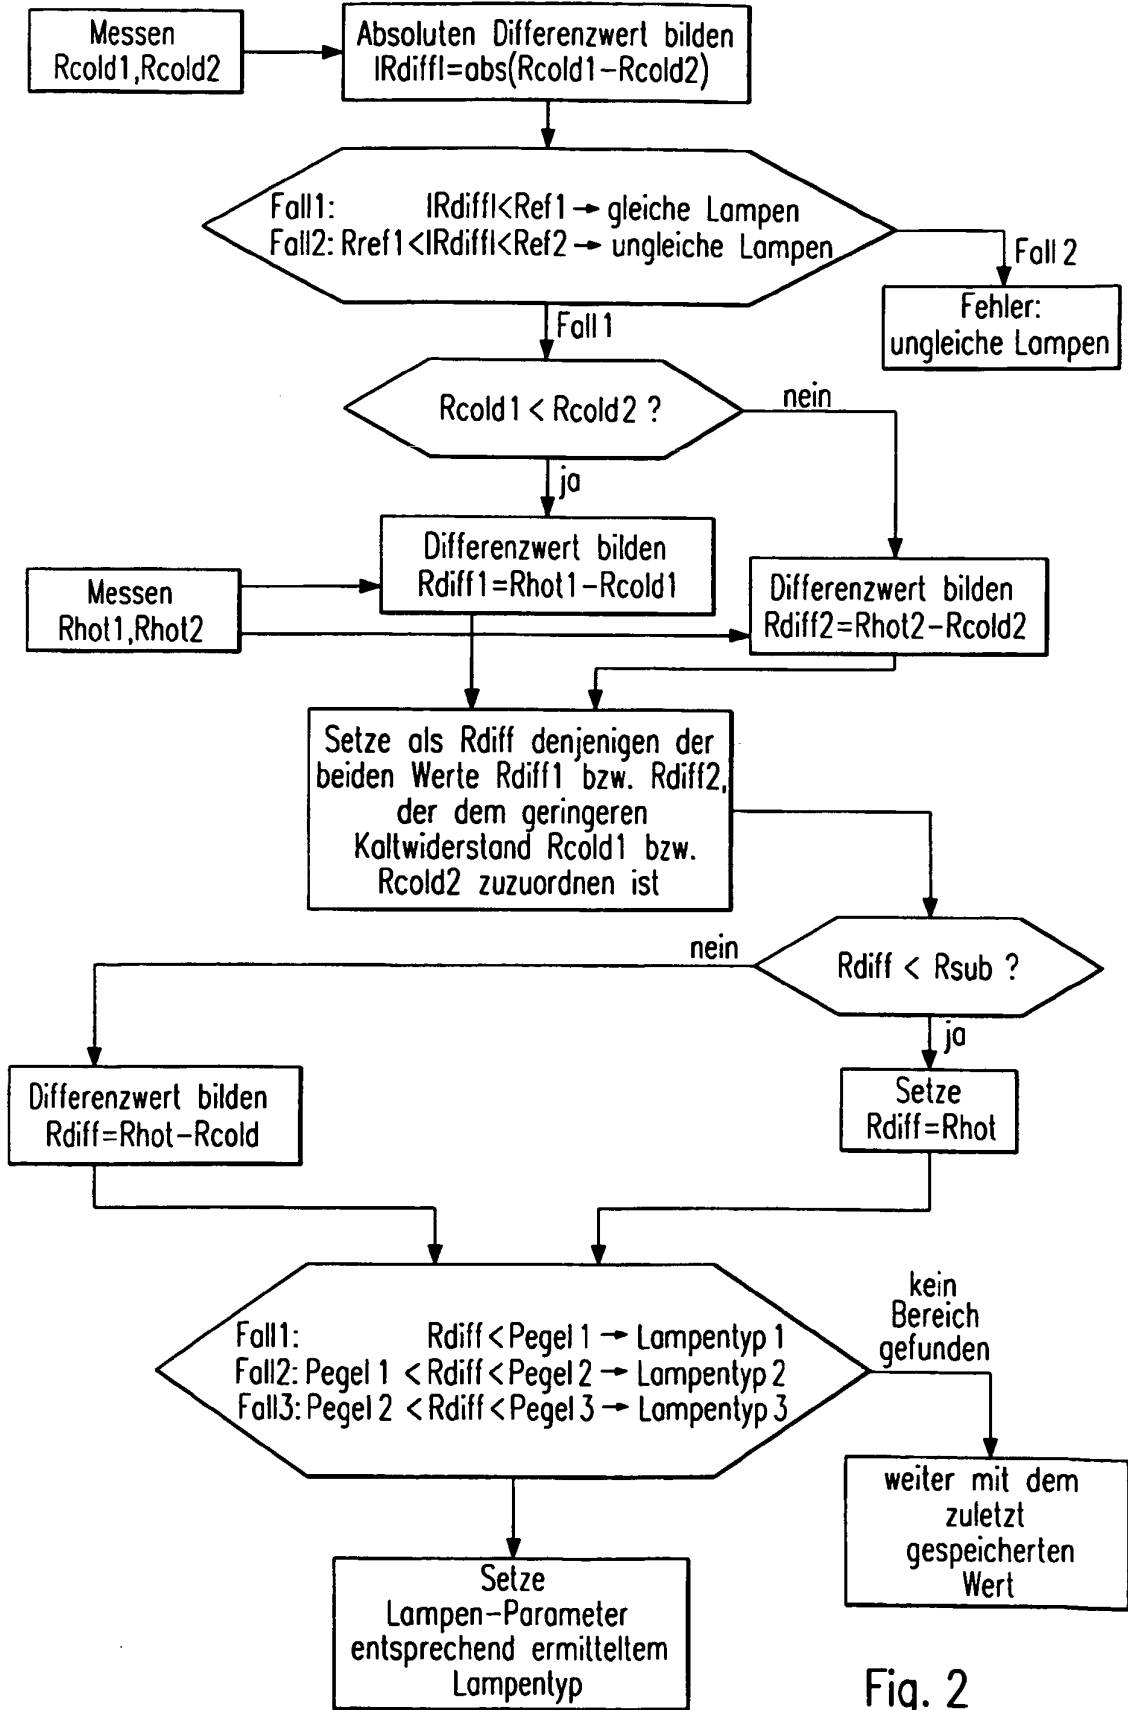 Messen
Rcold1,Rcold2
Absoluten Differenzwert bilden
|Rdiff|=abs(Rcold1-Rcold2)
Fall1: |Rdiff|<Ref1→ gleiche Lampen
Fall2: Rref1<|Rdiff|<Ref2→ ungleiche Lampen
Fall 2
Fehler:
ungleiche Lampen
Fall 1
Rcold1 < Rcold2 ?
nein
ja
Differenzwert bilden
Rdiff1=Rhot1-Rcold1
Messen
Rhot1,Rhot2
Differenzwert bilden
Rdiff2=Rhot2-Rcold2
Setze als Rdiff denjenigen der
beiden Werte Rdiff1 bzw. Rdiff2,
der dem geringeren
Kaltwiderstand Rcold1 bzw.
Rcold2 zuzuordnen ist
nein
Rdiff < Rsub ?
ja
Differenzwert bilden
Rdiff=Rhot-Rcold
Setze
Rdiff=Rhot
kein
Bereich
gefunden
Fall1: Rdiff<Pegel 1→ Lampentyp 1
Fall2: Pegel 1 <Rdiff<Pegel 2→ Lampentyp 2
Fall3: Pegel 2 <Rdiff<Pegel 3→ Lampentyp 3
weiter mit dem
zuletzt
gespeicherten
Wert
Setze
Lampen-Parameter
entsprechend ermitteltem
Lampentyp
Fig. 2